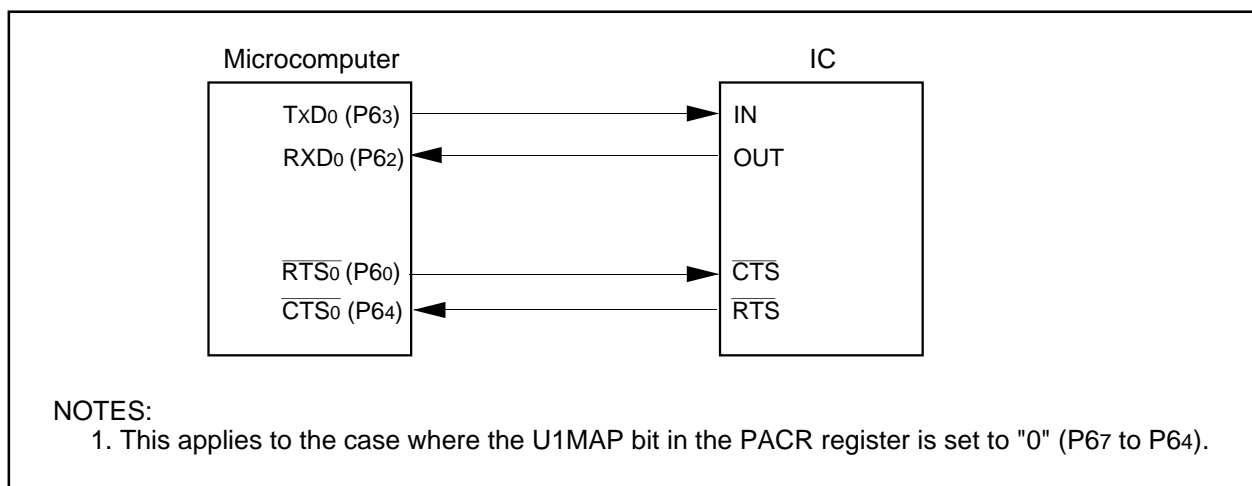 Microcomputer IC
TxD0 (P63) IN
RXD0 (P62) OUT
RTS0 (P60) CTS
CTS0 (P64) RTS
NOTES:
1. This applies to the case where the U1MAP bit in the PACR register is set to "0" (P67 to P64).